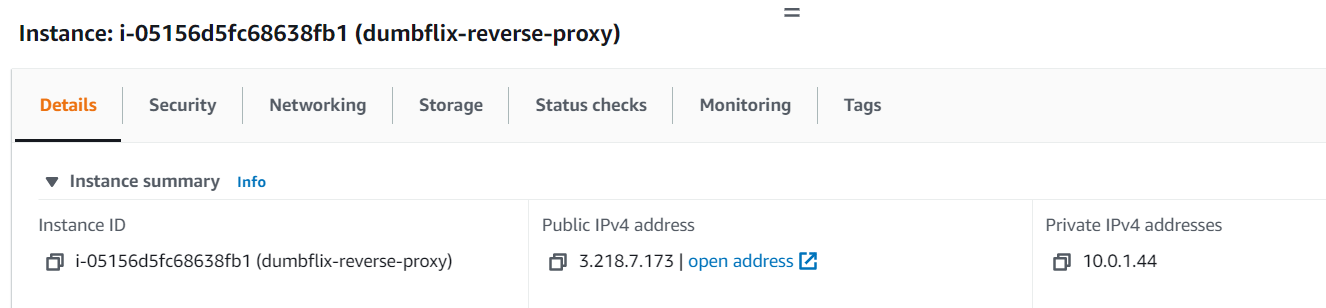 Instance: i-05156d5fc68638fb1 (dumbflix-reverse-proxy)
Details Security Networking Storage Status checks Monitoring Tags
Instance summary Info
Instance ID Public IPv4 address Private IPv4 addresses
i-05156d5fc68638fb1 (dumbflix-reverse-proxy) 3.218.7.173 | open address 10.0.1.44